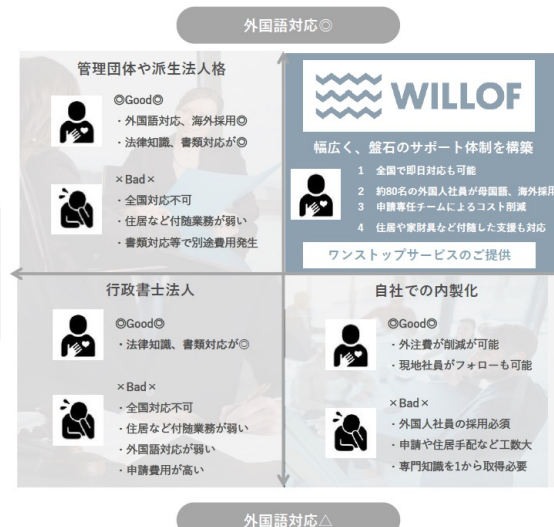 外国語対応◎
管理団体や派生法人格
◎Good◎
・外国語対応、海外採用◎
・法律知識、書類対応が◎
×Bad×
・全国対応不可
・住居など付随業務が弱い
・書類対応等で別途費用発生
WILLOF
幅広く、盤石のサポート体制を構築
1 全国で即日対応も可能
2 約80名の外国人社員が母国語、海外採用
3 申請専任チームによるコスト削減
4 住居や家財具など付随した支援も対応
ワンストップサービスのご提供
行政書士法人
◎Good◎
・法律知識、書類対応が◎
×Bad×
・全国対応不可
・住居など付随業務が弱い
・外国語対応が弱い
・申請費用が高い
自社での内製化
◎Good◎
・外注費が削減が可能
・現地社員がフォローも可能
×Bad×
・外国人社員の採用必須
・申請や住居手配など工数大
・専門知識を1から取得必要
外国語対応△